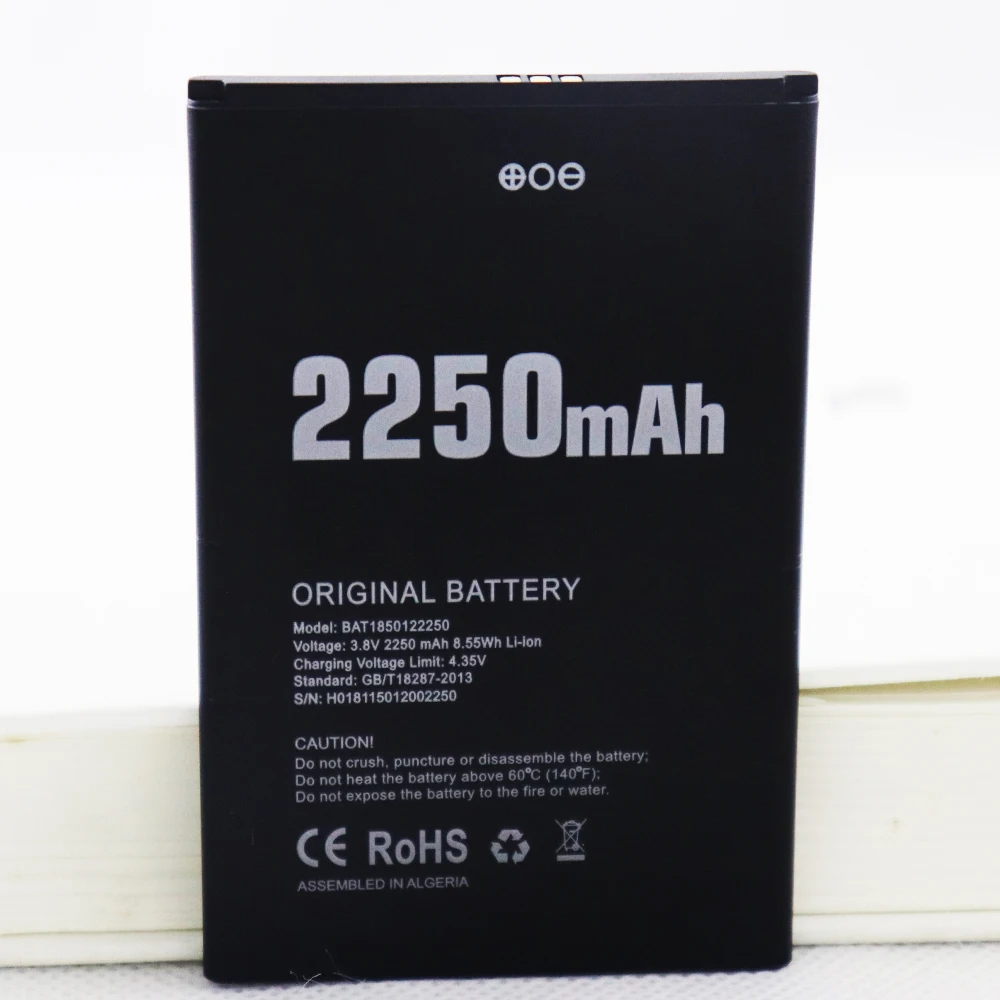 2250mAh
ORIGINAL BATTERY
Model: BAT1850122250
Voltage: 3.8V 2250 mAh 8.55Wh Li-ion
Charging Voltage Limit: 4.35V
Standard: GB/T18287-2013
S/N: H018115012002250
CAUTION!
Do not crush, puncture or disassemble the battery;
Do not heat the battery above 60℃ (140℉);
Do not expose the battery to the fire or water.
CE RoHS
ASSEMBLED IN ALGERIA